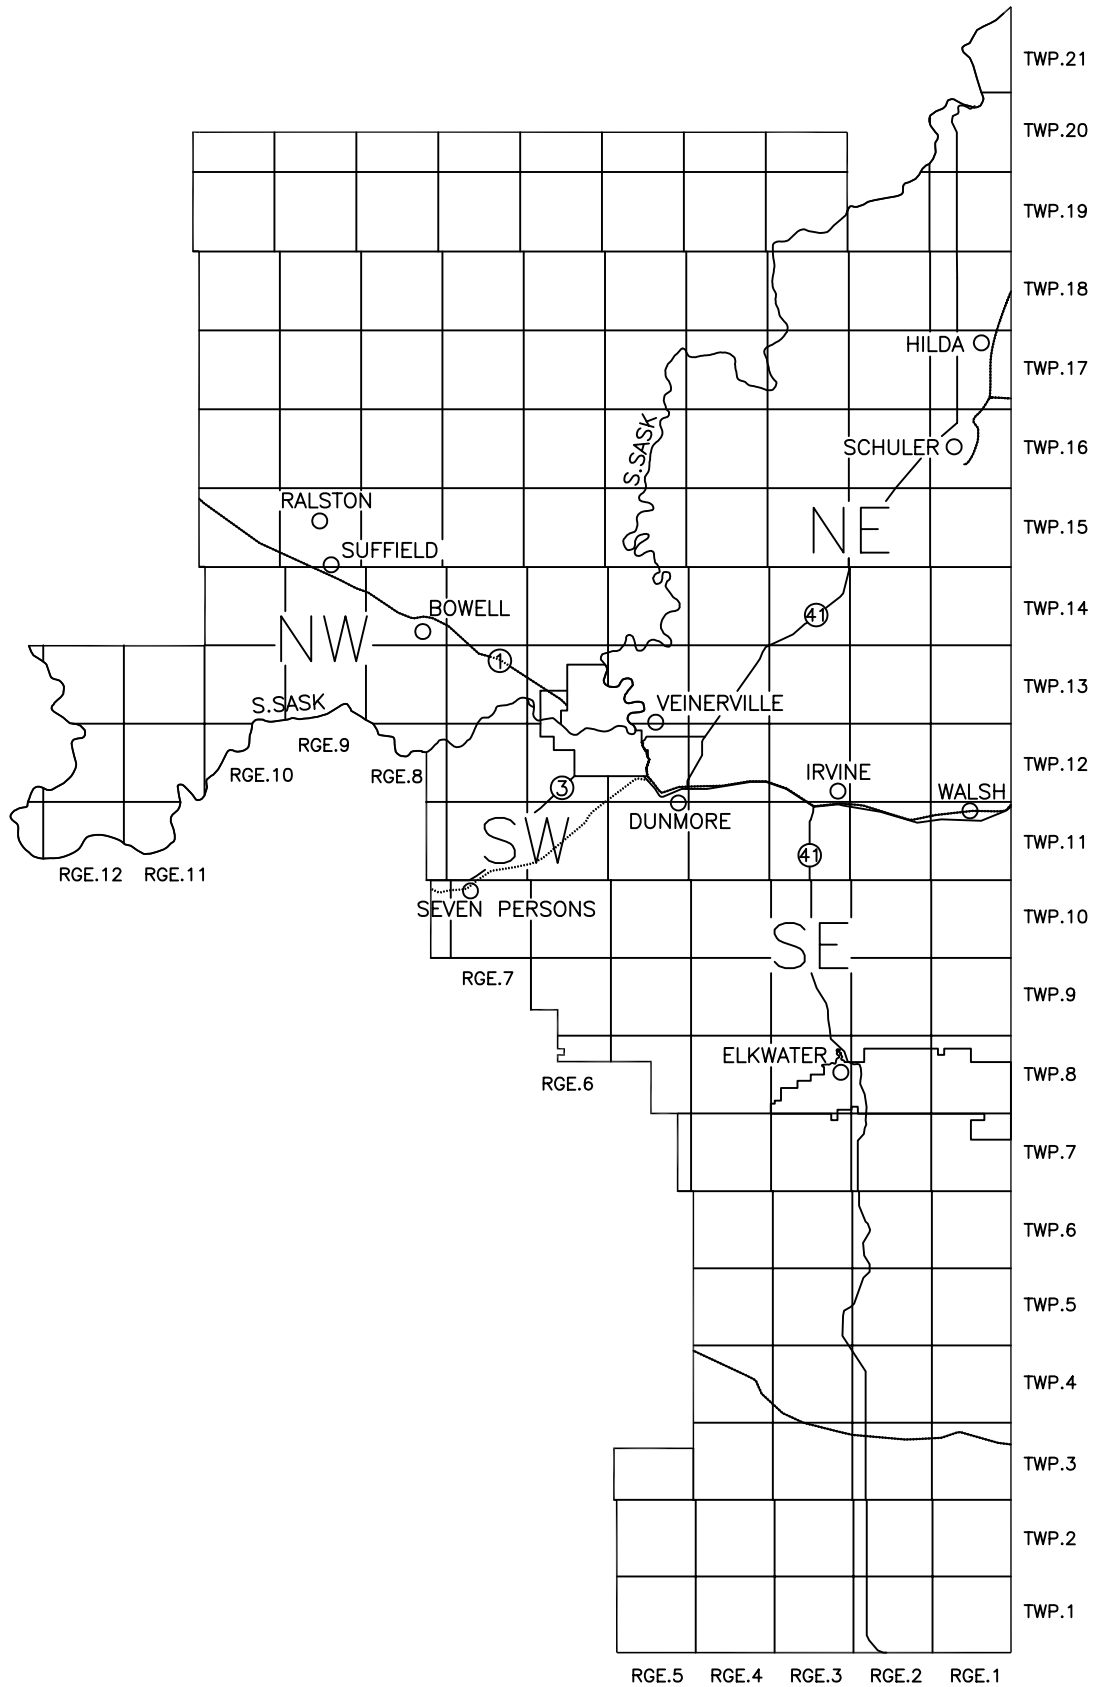 TWP.21
TWP.20
TWP.19
TWP.18
HILDA
TWP.17
S.SASK
SCHULER
TWP.16
RALSTON
NE
TWP.15
SUFFIELD
BOWELL
41
TWP.14
NW
1
TWP.13
S.SASK
VEINERVILLE
RGE.9
RGE.10
RGE.8
3
IRVINE
TWP.12
WALSH
DUNMORE
SW
41
TWP.11
RGE.12
RGE.11
SEVEN PERSONS
TWP.10
SE
RGE.7
TWP.9
ELKWATER
RGE.6
TWP.8
TWP.7
TWP.6
TWP.5
TWP.4
TWP.3
TWP.2
TWP.1
RGE.5
RGE.4
RGE.3
RGE.2
RGE.1